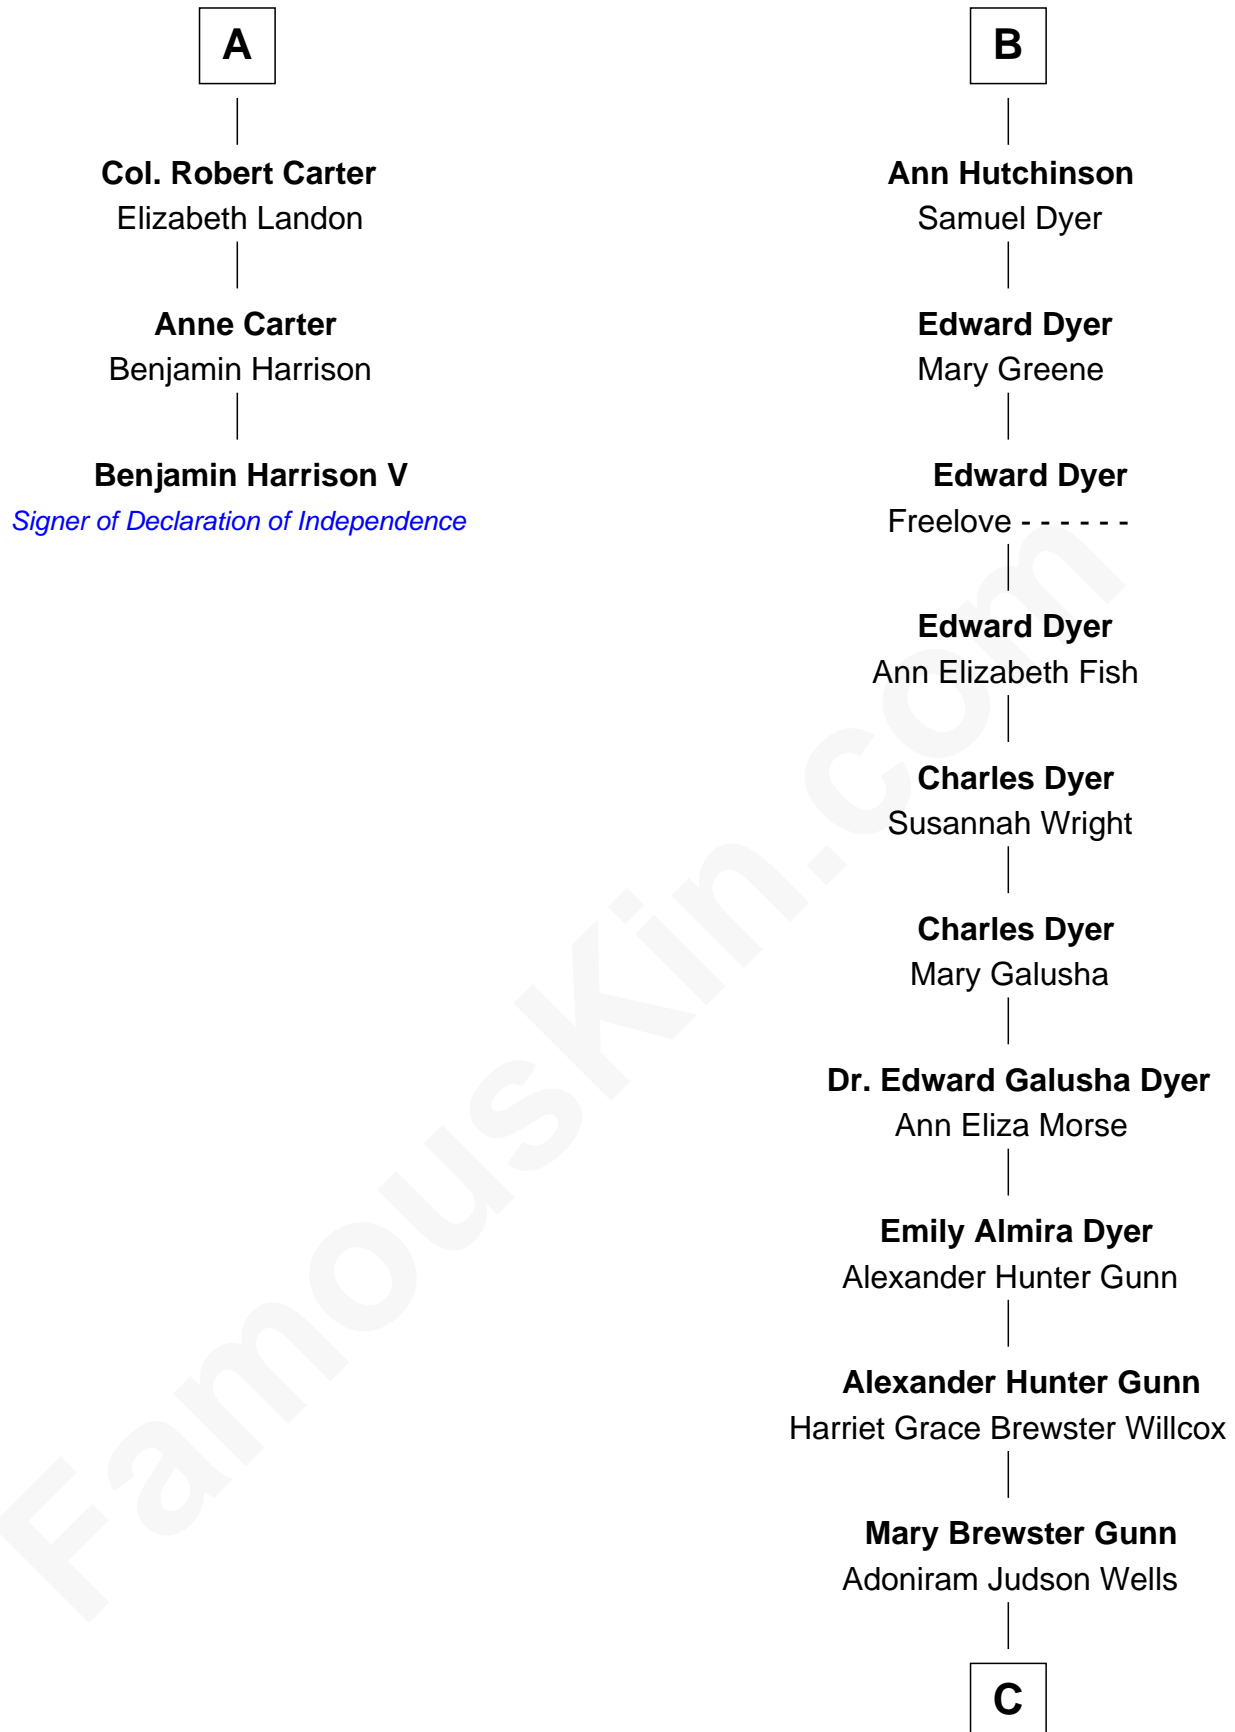 A
Col. Robert Carter
Elizabeth Landon
Anne Carter
Benjamin Harrison
Benjamin Harrison V
Signer of Declaration of Independence
B
Ann Hutchinson
Samuel Dyer
Edward Dyer
Mary Greene
Edward Dyer
Freelove - - - - - -
Edward Dyer
Ann Elizabeth Fish
Charles Dyer
Susannah Wright
Charles Dyer
Mary Galusha
Dr. Edward Galusha Dyer
Ann Eliza Morse
Emily Almira Dyer
Alexander Hunter Gunn
Alexander Hunter Gunn
Harriet Grace Brewster Willcox
Mary Brewster Gunn
Adoniram Judson Wells
C
FamousKin.com